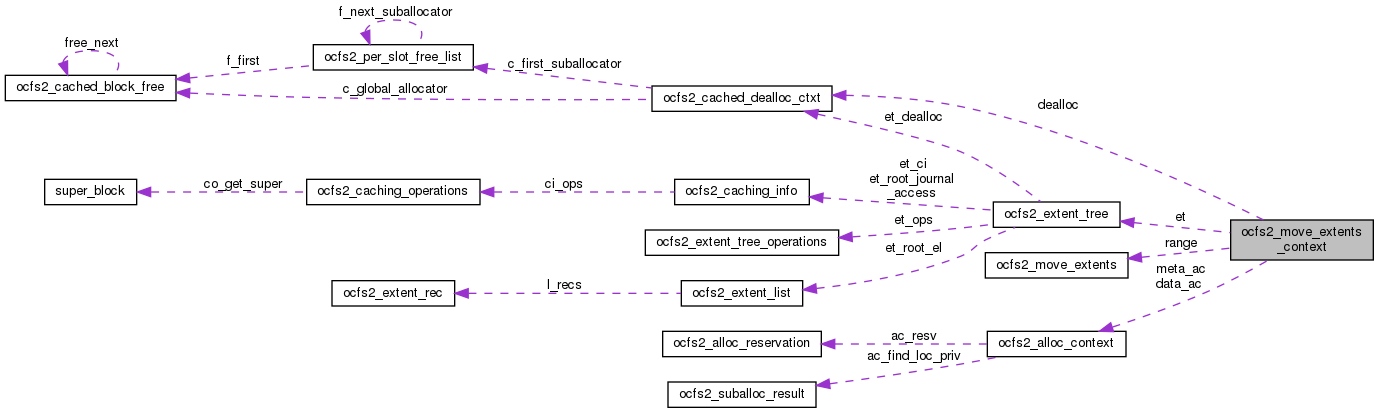 f_next_suballocator
free_next
ocfs2_per_slot_free_list
f_first
c_first_suballocator
ocfs2_cached_block_free
c_global_allocator
ocfs2_cached_dealloc_ctxt
dealloc
et_dealloc
et_ci
et_root_journal
_access
super_block
co_get_super
ocfs2_caching_operations
ci_ops
ocfs2_caching_info
ocfs2_extent_tree
et
ocfs2_move_extents
_context
et_ops
ocfs2_extent_tree_operations
range
et_root_el
ocfs2_move_extents
meta_ac
data_ac
ocfs2_extent_rec
l_recs
ocfs2_extent_list
ac_resv
ocfs2_alloc_reservation
ocfs2_alloc_context
ac_find_loc_priv
ocfs2_suballoc_result